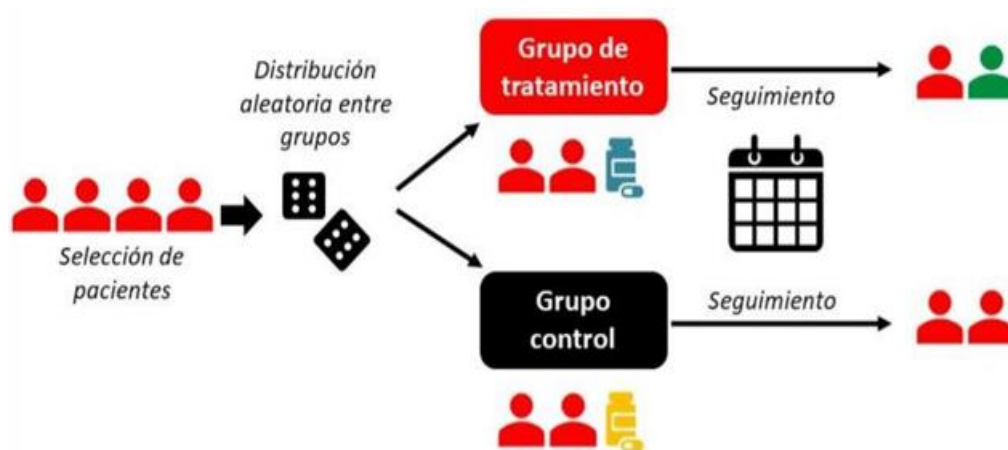 Selección de
pacientes
Distribución
aleatoria entre
grupos
Grupo de
tratamiento
Seguimiento
Grupo
control
Seguimiento